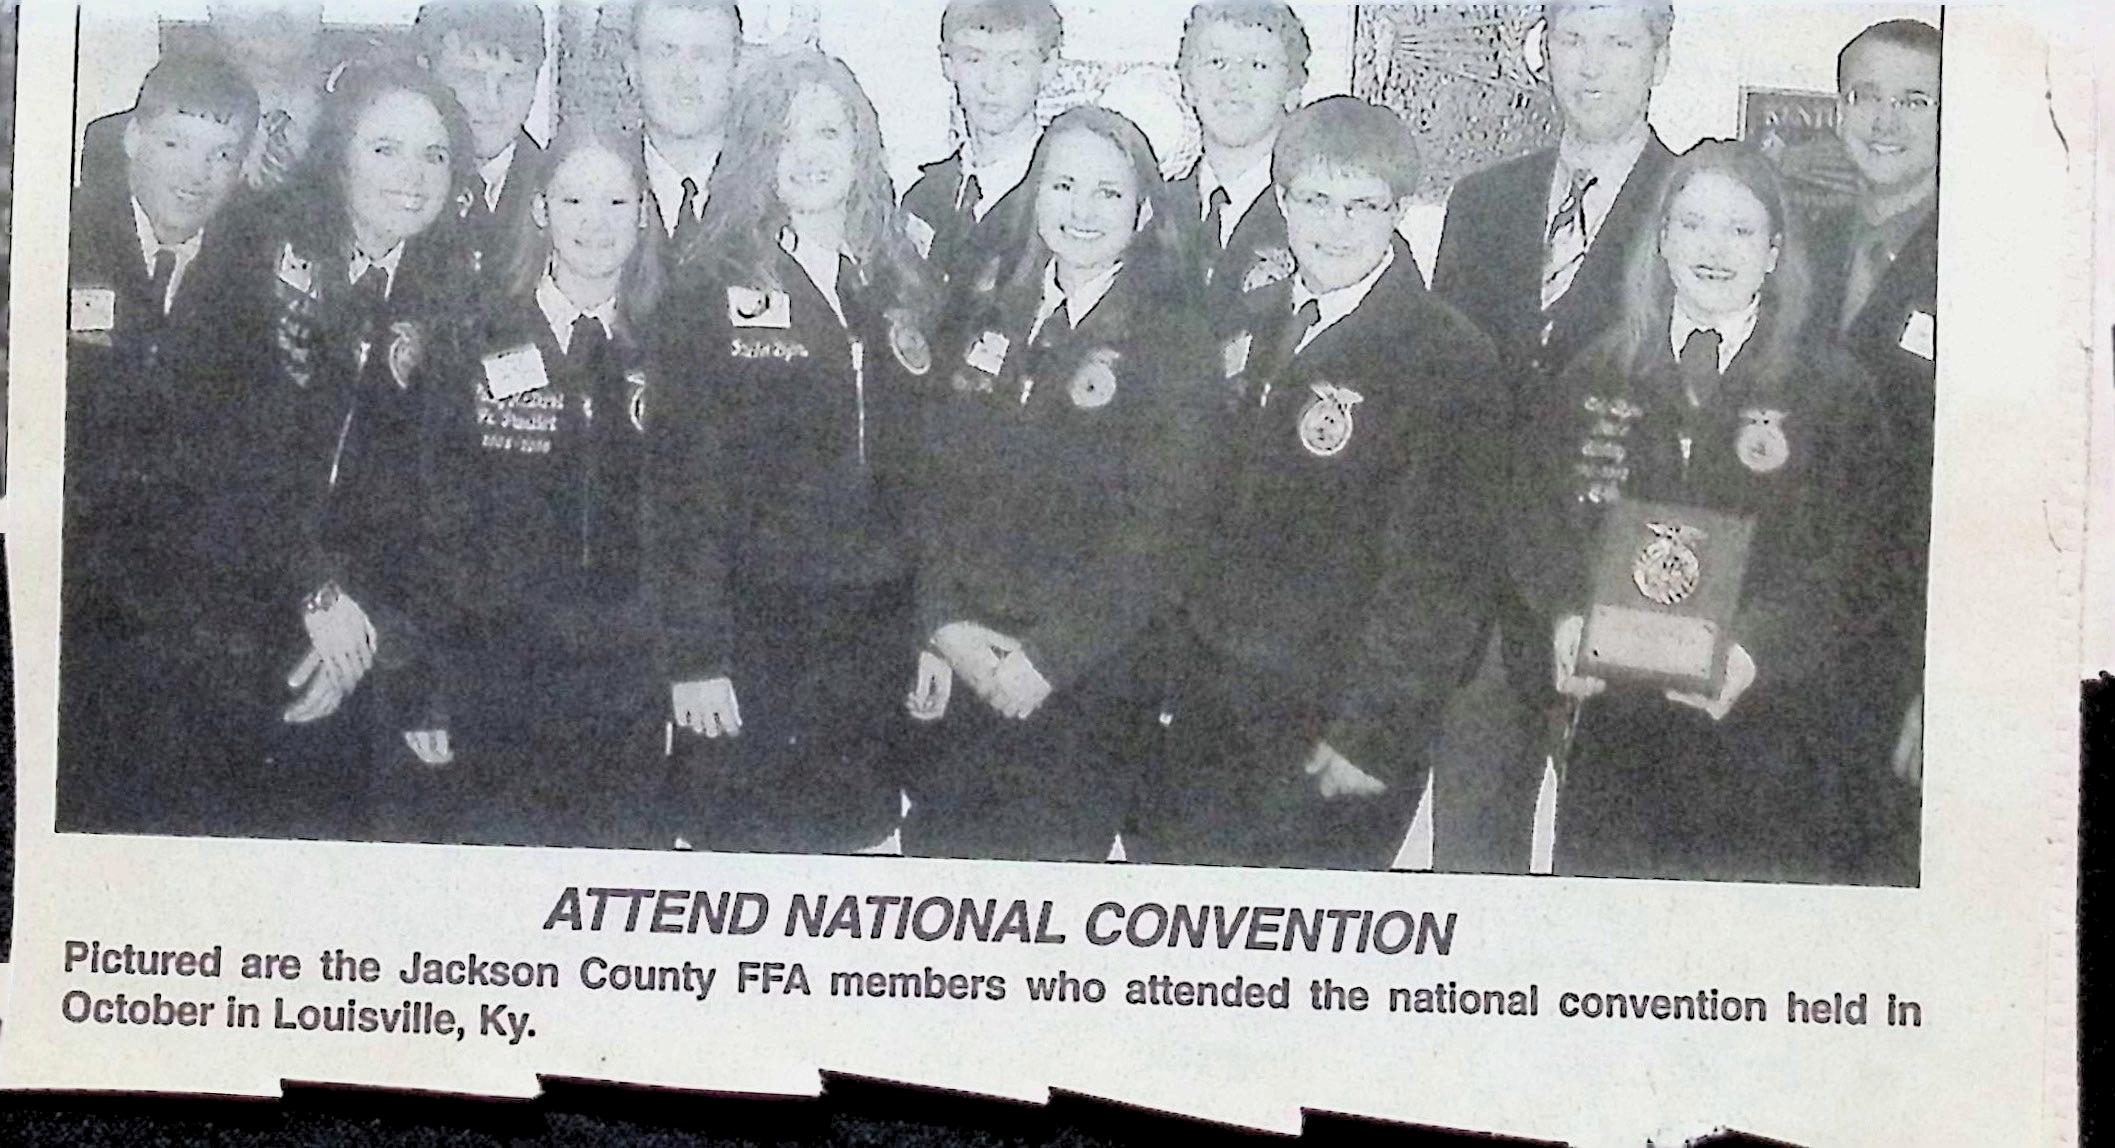 KENT
ATTEND NATIONAL CONVENTION
Pictured are the Jackson County FFA members who attended the national convention held in
October in Louisville, Ky.